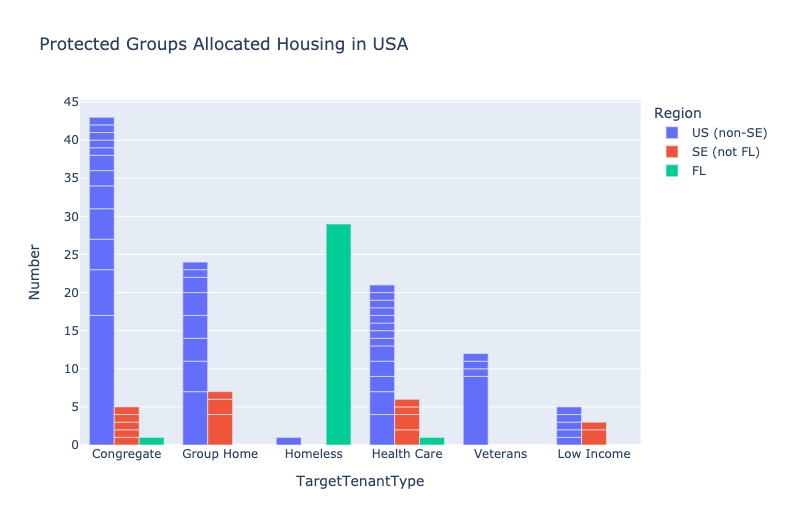 Protected Groups Allocated Housing in USA
Region
US (non-SE)
SE (not FL)
FL
Number
45
40
35
30
25
20
15
10
5
0
Congregate Group Home Homeless Health Care Veterans Low Income
TargetTenantType